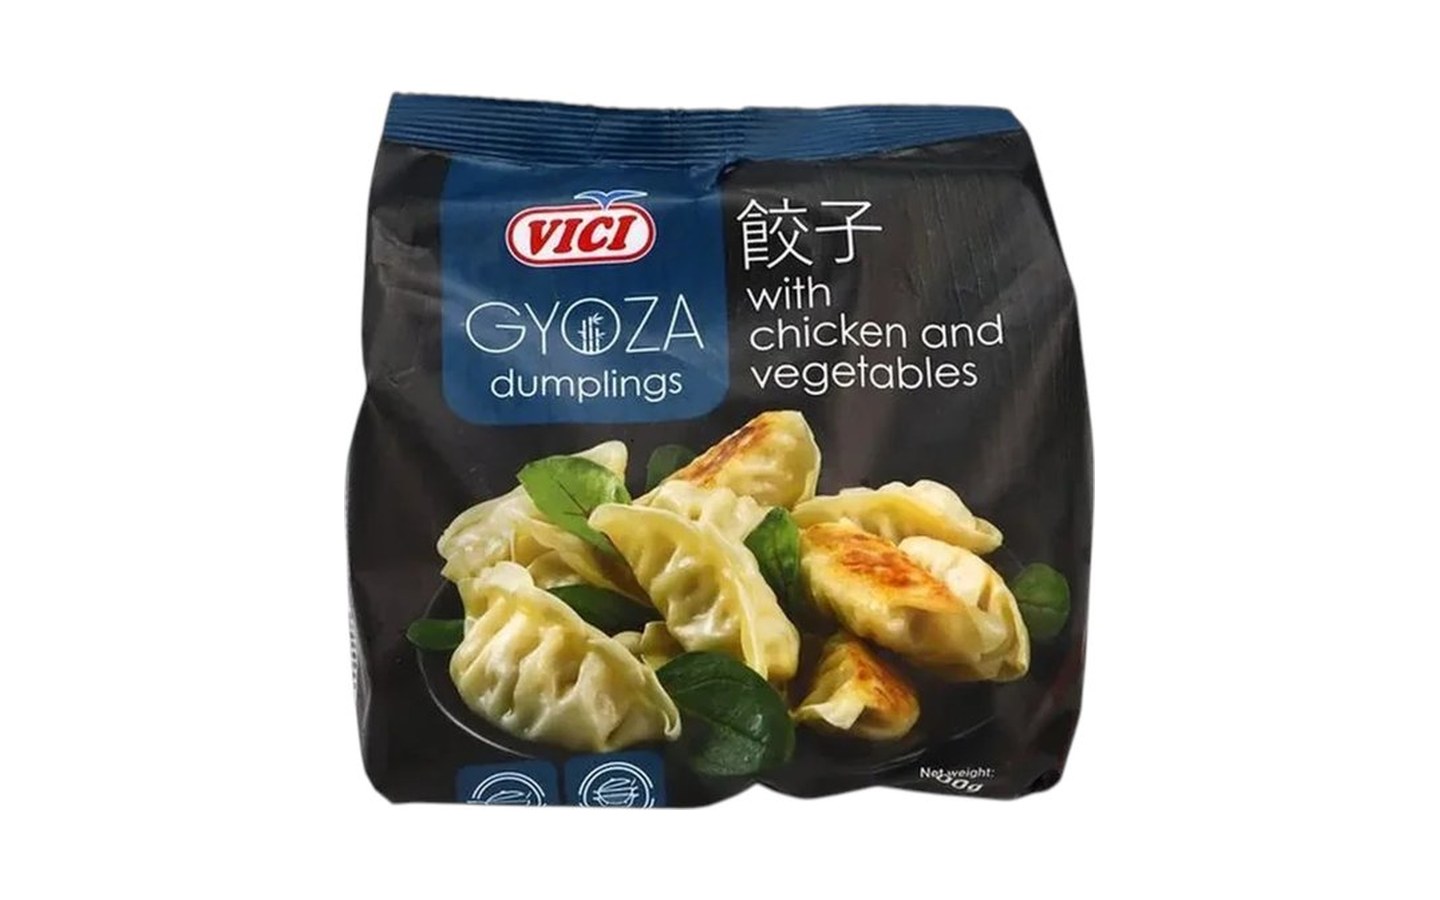 VICI
GYOZA
dumplings
餃子
with
chicken and
vegetables
Net weight: